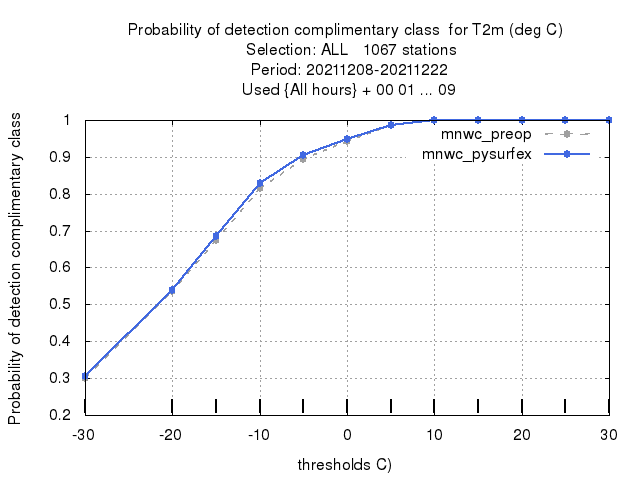 Probability of detection complimentary class  for T2m (deg C)
Selection: ALL   1067 stations
Period: 20211208-20211222
Used {All hours} + 00 01 ... 09
Probability of detection complimentary class
1
0.9
0.8
0.7
0.6
0.5
0.4
0.3
0.2
mnwc_preop
mnwc_pysurfex
-30
-20
-10
0
10
20
30
thresholds C)